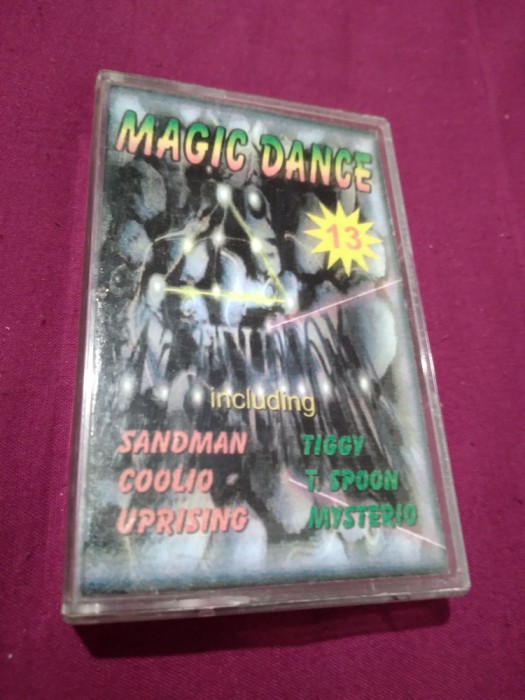 MAGIC DANCE
13
including
SANDMAN TIGGY
COOLIO T. SPOON
UPRISING MYSTERIO